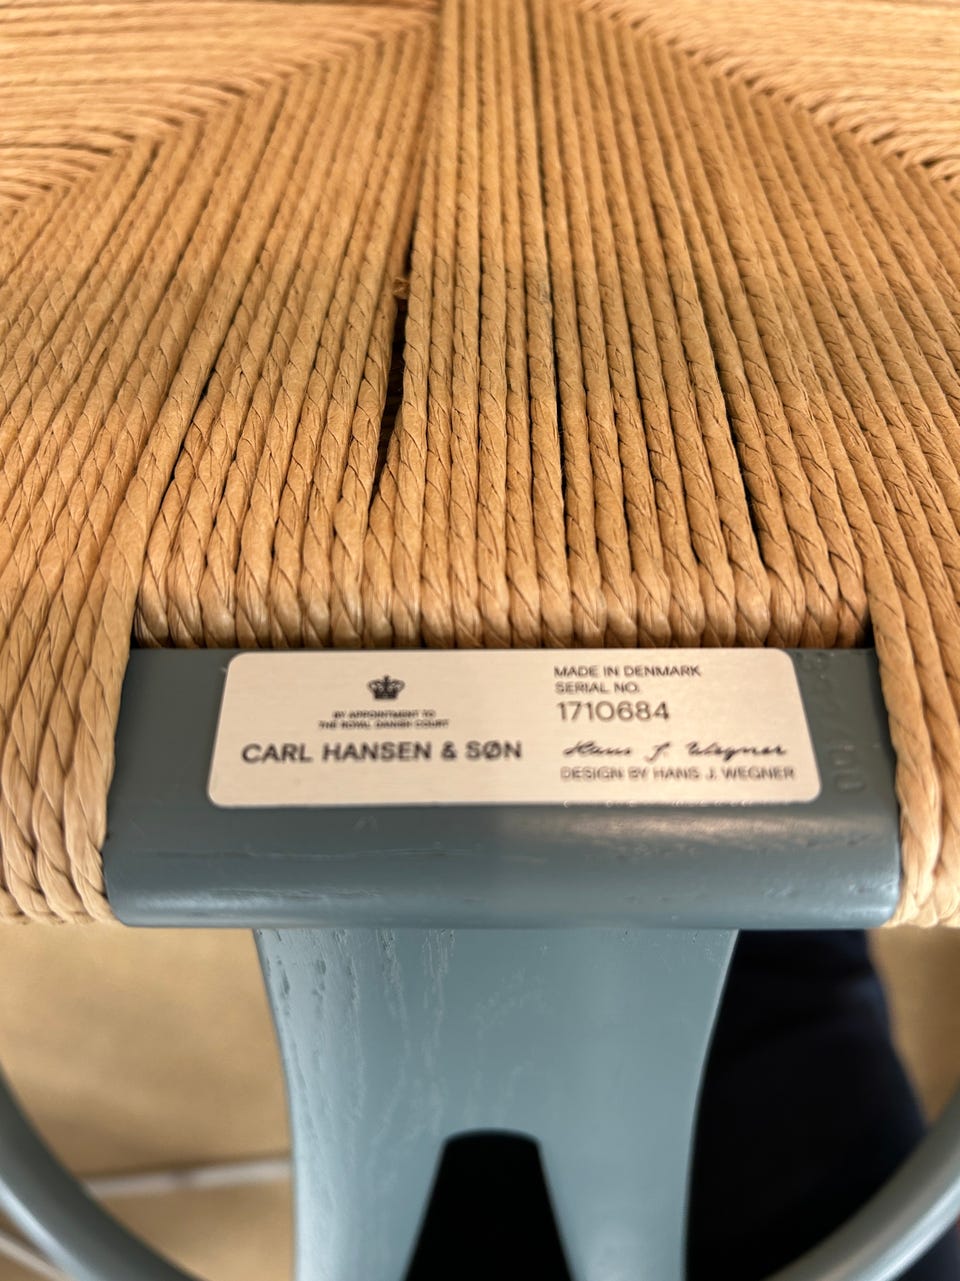 BY APPOINTMENT TO
THE ROYAL DANISH COURT
CARL HANSEN & SØN
MADE IN DENMARK
SERIAL NO.
1710684
Hans J. Wegner
DESIGN BY HANS J. WEGNER